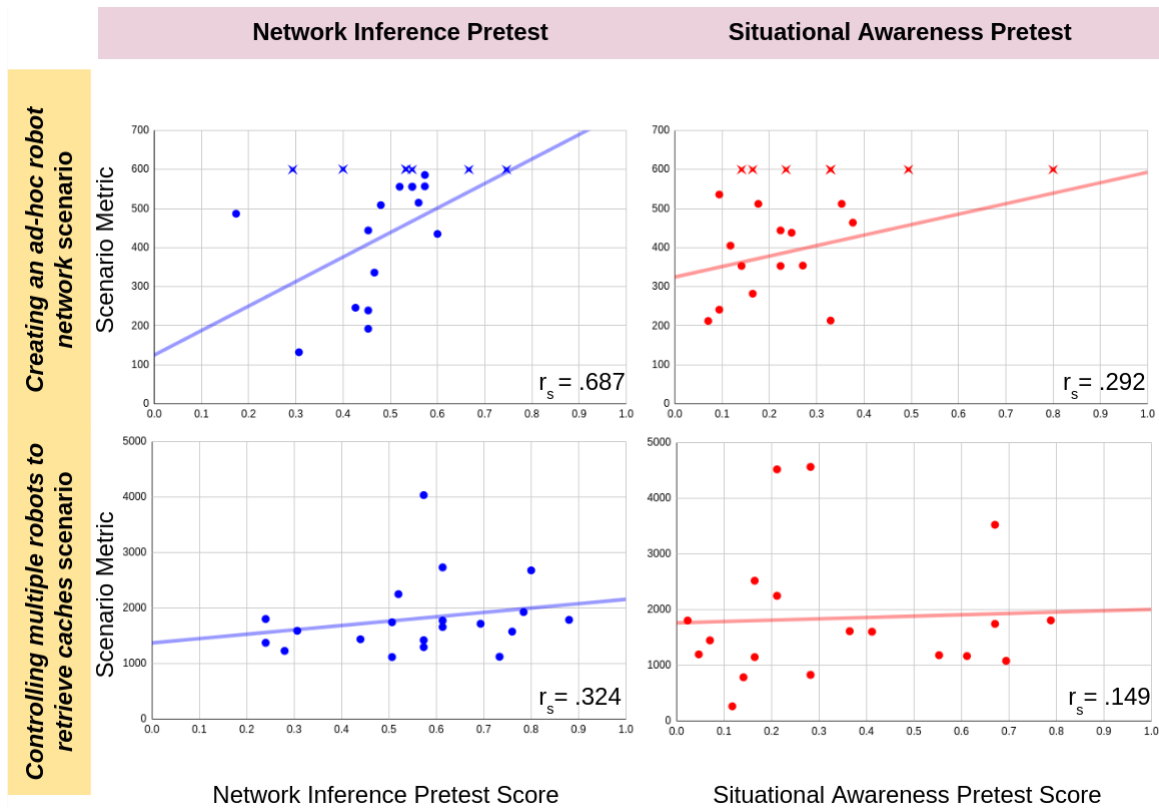 Network Inference Pretest
Situational Awareness Pretest
Creating an ad-hoc robot
network scenario
Scenario Metric
700
600
500
400
300
200
100
0
0.0 0.1 0.2 0.3 0.4 0.5 0.6 0.7 0.8 0.9 1.0
rs = .687
700
600
500
400
300
200
100
0
0.0 0.1 0.2 0.3 0.4 0.5 0.6 0.7 0.8 0.9 1.0
rs = .292
Controlling multiple robots to
retrieve caches scenario
Scenario Metric
5000
4000
3000
2000
1000
0
0.0 0.1 0.2 0.3 0.4 0.5 0.6 0.7 0.8 0.9 1.0
rs = .324
5000
4000
3000
2000
1000
0
0.0 0.1 0.2 0.3 0.4 0.5 0.6 0.7 0.8 0.9 1.0
rs = .149
Network Inference Pretest Score
Situational Awareness Pretest Score